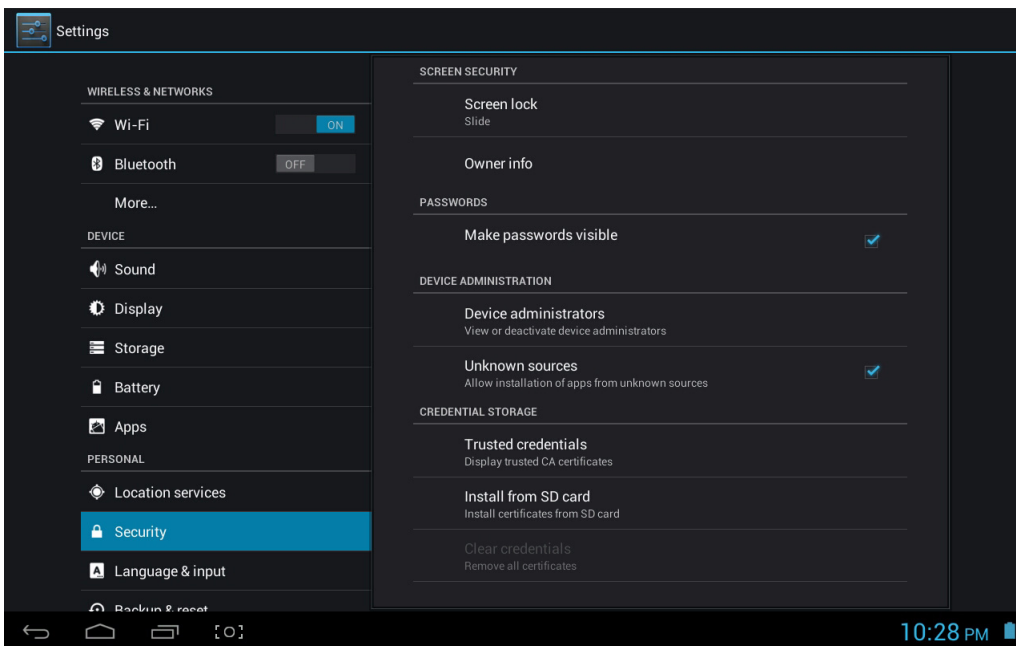 Settings
WIRELESS & NETWORKS
Wi-Fi
ON
Bluetooth
OFF
More...
DEVICE
Sound
Display
Storage
Battery
Apps
PERSONAL
Location services
Security
Language & input
Backup & reset
SCREEN SECURITY
Screen lock
Slide
Owner info
PASSWORDS
Make passwords visible
DEVICE ADMINISTRATION
Device administrators
View or deactivate device administrators
Unknown sources
Allow installation of apps from unknown sources
CREDENTIAL STORAGE
Trusted credentials
Display trusted CA certificates
Install from SD card
Install certificates from SD card
Clear credentials
Remove all certificates
10:28 PM